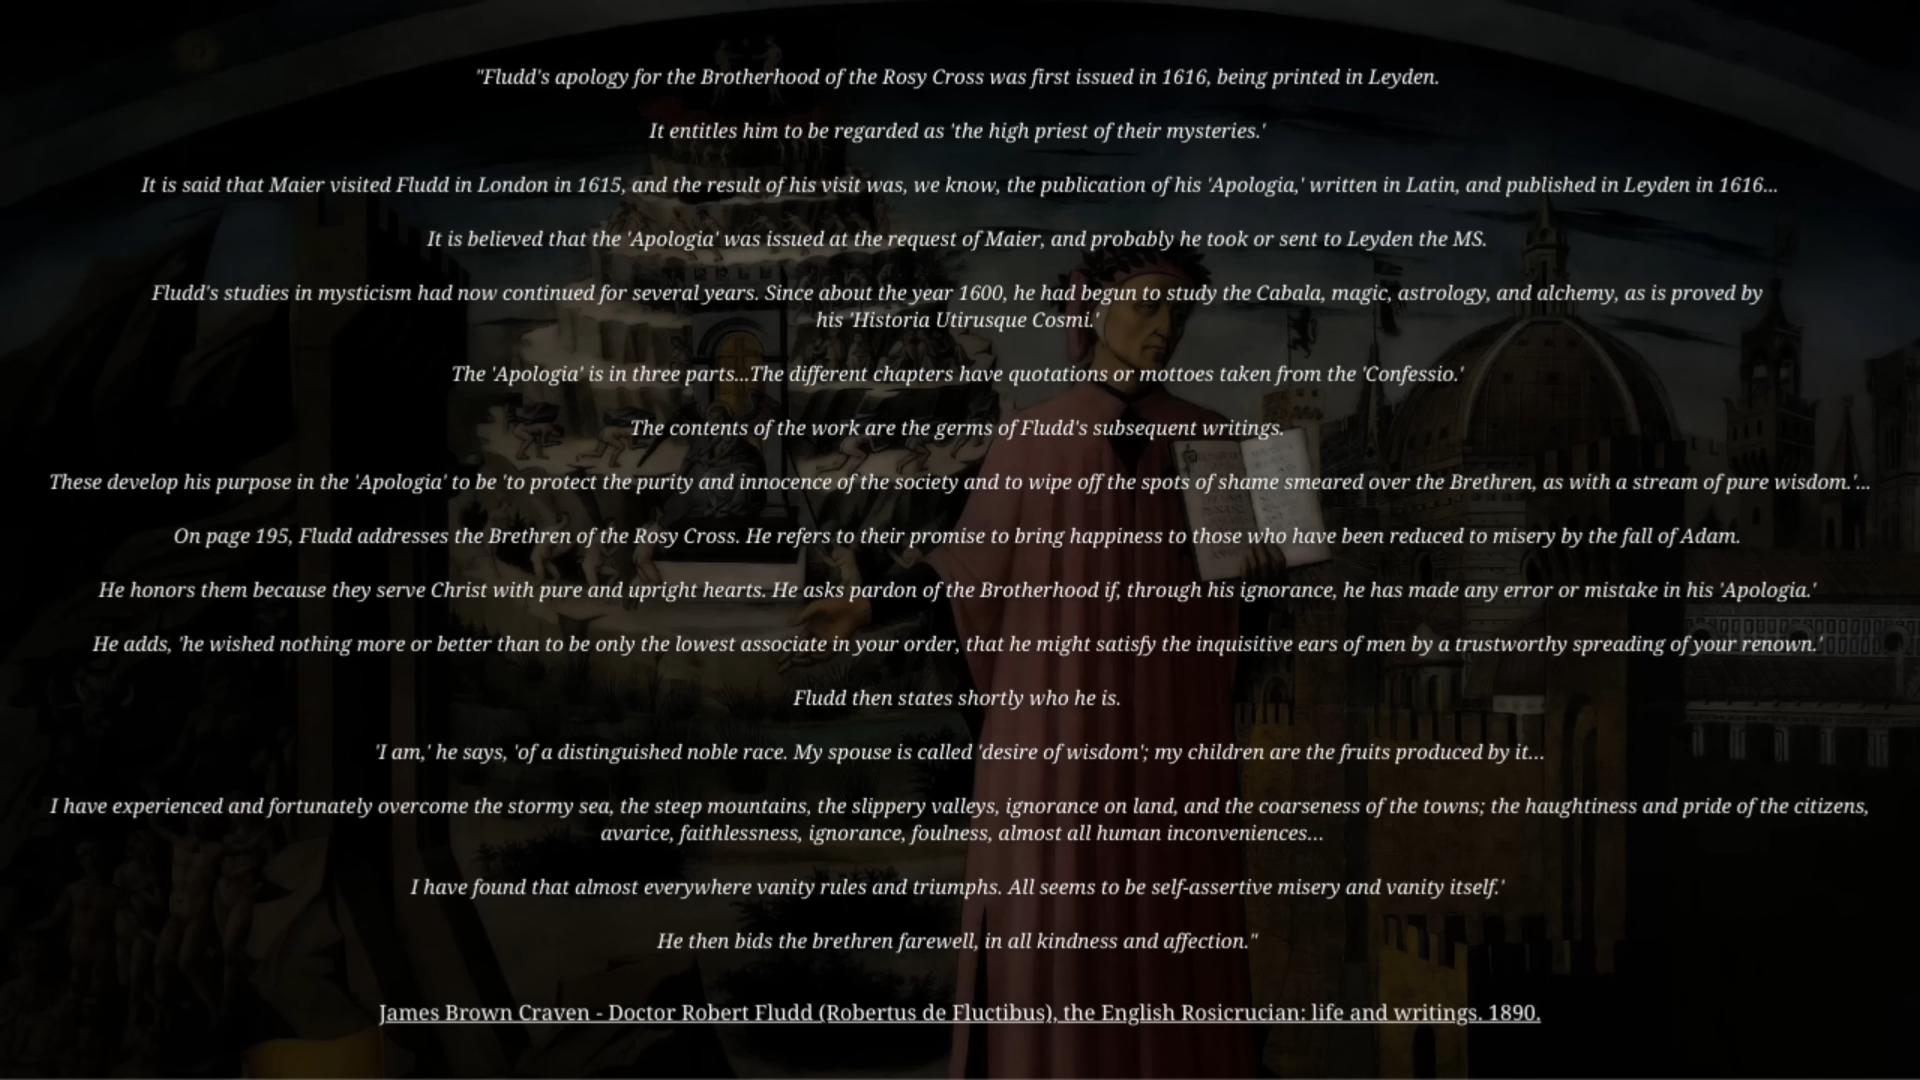 "Fludd's apology for the Brotherhood of the Rosy Cross was first issued in 1616, being printed in Leyden.
It entitles him to be regarded as 'the high priest of their mysteries.'
It is said that Maier visited Fludd in London in 1615, and the result of his visit was, we know, the publication of his 'Apologia,' written in Latin, and published in Leyden in 1616...
It is believed that the 'Apologia' was issued at the request of Maier, and probably he took or sent to Leyden the MS.
Fludd's studies in mysticism had now continued for several years. Since about the year 1600, he had begun to study the Cabala, magic, astrology, and alchemy, as is proved by
his 'Historia Utirusque Cosmi.'
The 'Apologia' is in three parts...The different chapters have quotations or mottoes taken from the 'Confessio.'
The contents of the work are the germs of Fludd's subsequent writings.
These develop his purpose in the 'Apologia' to be 'to protect the purity and innocence of the society and to wipe off the spots of shame smeared over the Brethren, as with a stream of pure wisdom.'...
On page 195, Fludd addresses the Brethren of the Rosy Cross. He refers to their promise to bring happiness to those who have been reduced to misery by the fall of Adam.
He honors them because they serve Christ with pure and upright hearts. He asks pardon of the Brotherhood if, through his ignorance, he has made any error or mistake in his 'Apologia.'
He adds, 'he wished nothing more or better than to be only the lowest associate in your order, that he might satisfy the inquisitive ears of men by a trustworthy spreading of your renown.'
Fludd then states shortly who he is.
'I am,' he says, 'of a distinguished noble race. My spouse is called 'desire of wisdom'; my children are the fruits produced by it...
I have experienced and fortunately overcome the stormy sea, the steep mountains, the slippery valleys, ignorance on land, and the coarseness of the towns; the haughtiness and pride of the citizens,
avarice, faithlessness, ignorance, foulness, almost all human inconveniences...
I have found that almost everywhere vanity rules and triumphs. All seems to be self-assertive misery and vanity itself.'
He then bids the brethren farewell, in all kindness and affection."
James Brown Craven - Doctor Robert Fludd (Robertus de Fluctibus), the English Rosicrucian: life and writings. 1890.